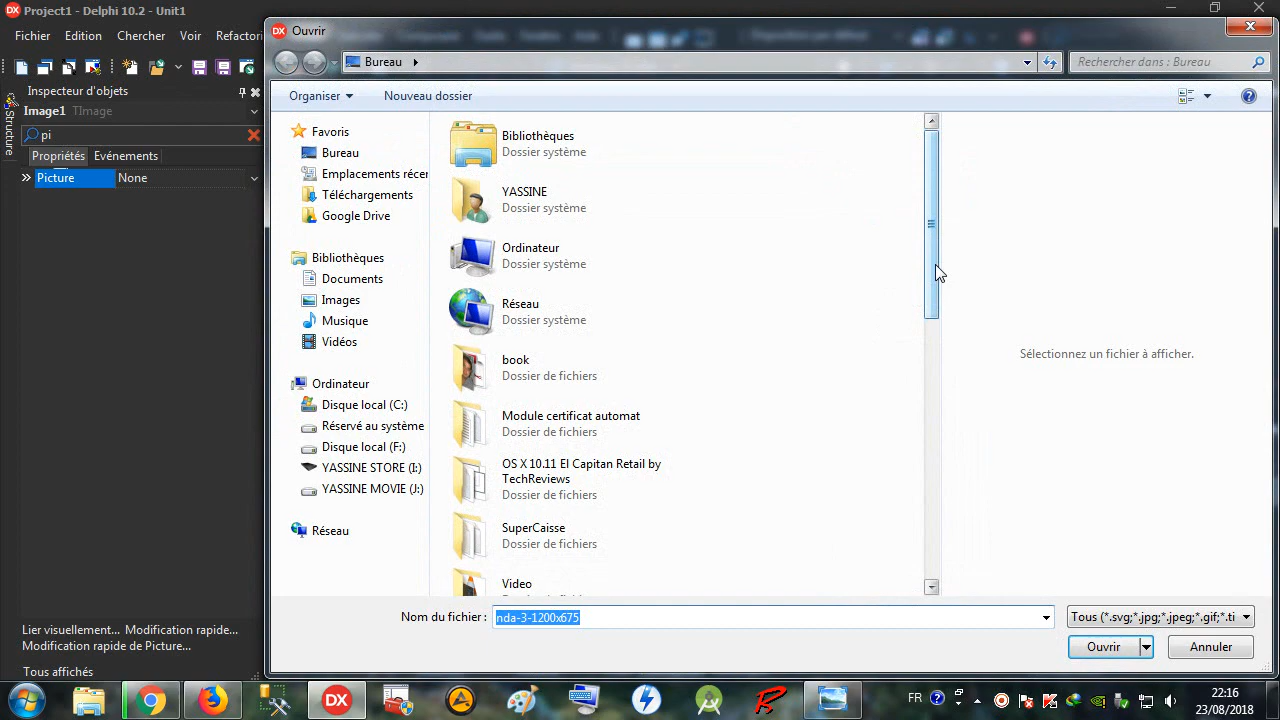 Project1 - Delphi 10.2 - Unit1
Fichier Edition Chercher Voir Refactori
Inspecteur d'objets
Image1 TImage
pi
Propriétés Evénements
Picture None
Structure
Lier visuellement... Modification rapide...
Modification rapide de Picture...
Tous affichés
Ouvrir
Bureau
Rechercher dans : Bureau
Organiser Nouveau dossier
Favoris
Bureau
Emplacements récer
Téléchargements
Google Drive
Bibliothèques
Documents
Images
Musique
Vidéos
Ordinateur
Disque local (C:)
Réservé au système
Disque local (F:)
YASSINE STORE (I:)
YASSINE MOVIE (J:)
Réseau
Bibliothèques
Dossier système
YASSINE
Dossier système
Ordinateur
Dossier système
Réseau
Dossier système
book
Dossier de fichiers
Module certificat automat
Dossier de fichiers
OS X 10.11 El Capitan Retail by
TechReviews
Dossier de fichiers
SuperCaisse
Dossier de fichiers
Video
Sélectionnez un fichier à afficher.
Nom du fichier : nda-3-1200x675
Tous (*.svg;*.jpg;*.jpeg;*.gif;*.ti
Ouvrir Annuler
FR
22:16
23/08/2018